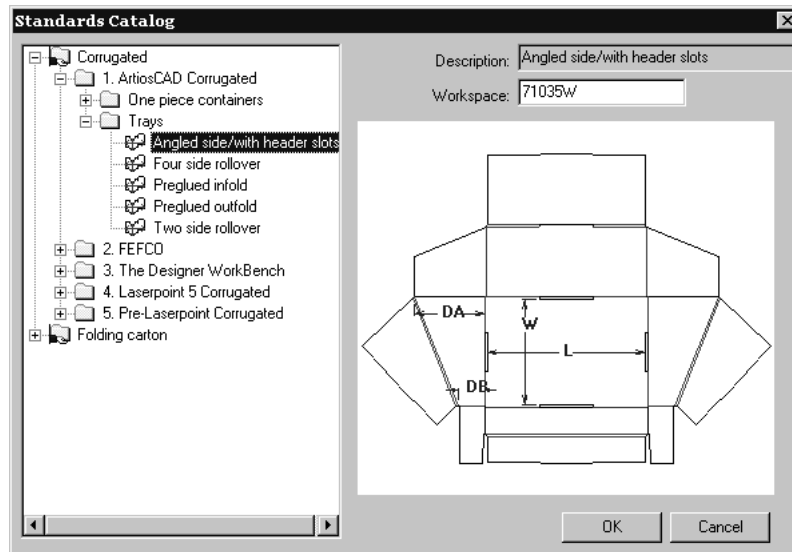 Standards Catalog
Corrugated
1. ArtiosCAD Corrugated
One piece containers
Trays
Angled side/with header slots
Four side rollover
Preglued infold
Preglued outfold
Two side rollover
2. FEFCO
3. The Designer WorkBench
4. Laserpoint 5 Corrugated
5. Pre-Laserpoint Corrugated
Folding carton
Description: Angled side/with header slots
Workspace: 71035W
DA
W
L
DB
OK
Cancel